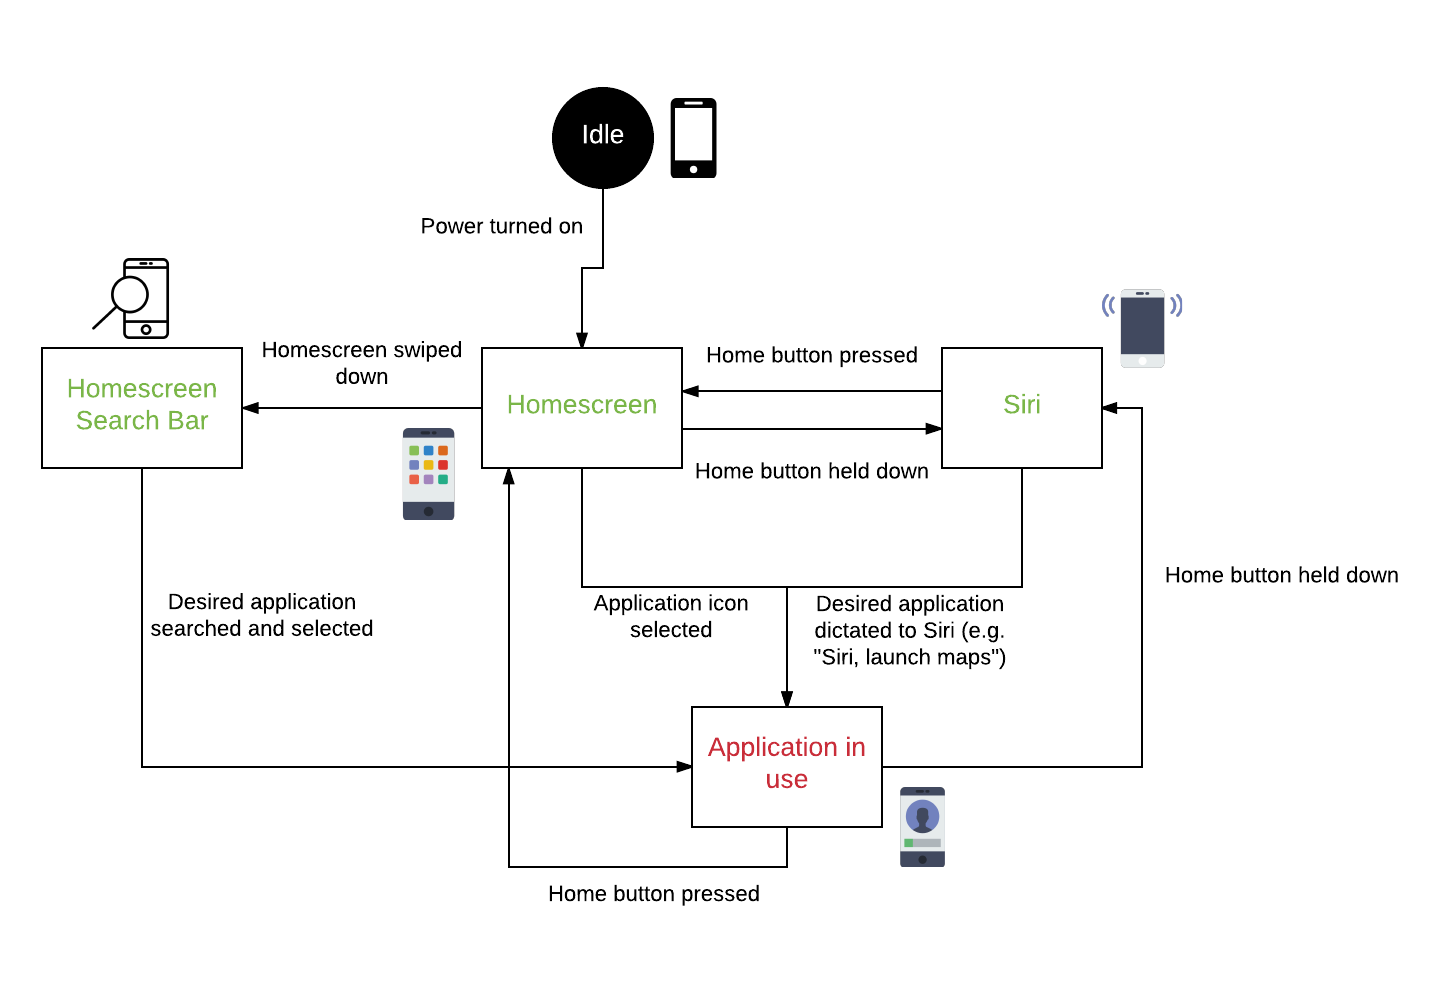 Idle
Power turned on
Homescreen swiped
down
Home button pressed
Homescreen
Search Bar
Homescreen
Siri
Home button held down
Home button held down
Desired application
searched and selected
Application icon
selected
Desired application
dictated to Siri (e.g.
"Siri, launch maps")
Application in
use
Home button pressed